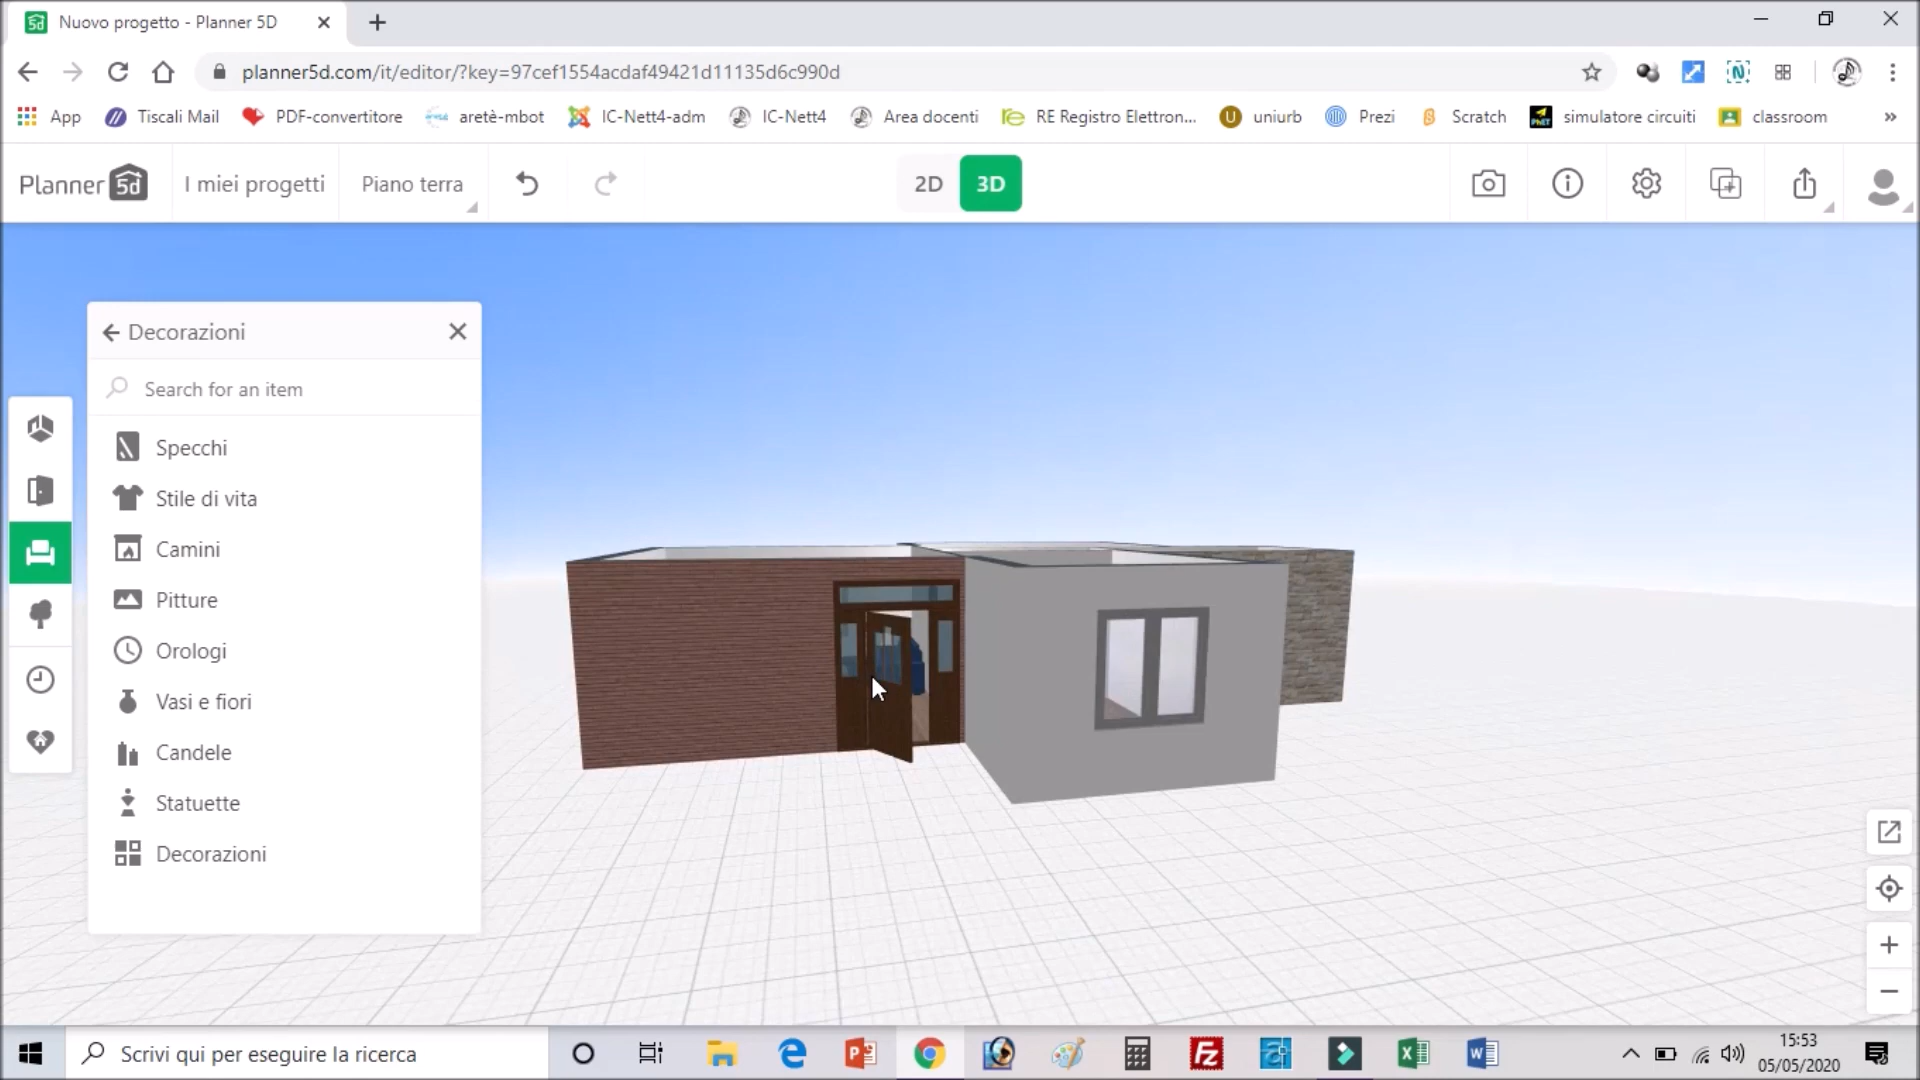 Nuovo progetto - Planner 5D
planner5d.com/it/editor/?key=97cef1554acdaf49421d11135d6c990d
App Tiscali Mail PDF-convertitore aretè-mbot IC-Nett4-adm IC-Nett4 Area docenti RE Registro Elettron... uniurb Prezi Scratch simulatore circuiti classroom »
Planner 5d I miei progetti Piano terra 2D 3D
Decorazioni
Search for an item
Specchi
Stile di vita
Camini
Pitture
Orologi
Vasi e fiori
Candele
Statuette
Decorazioni
Scrivi qui per eseguire la ricerca
15:53
05/05/2020